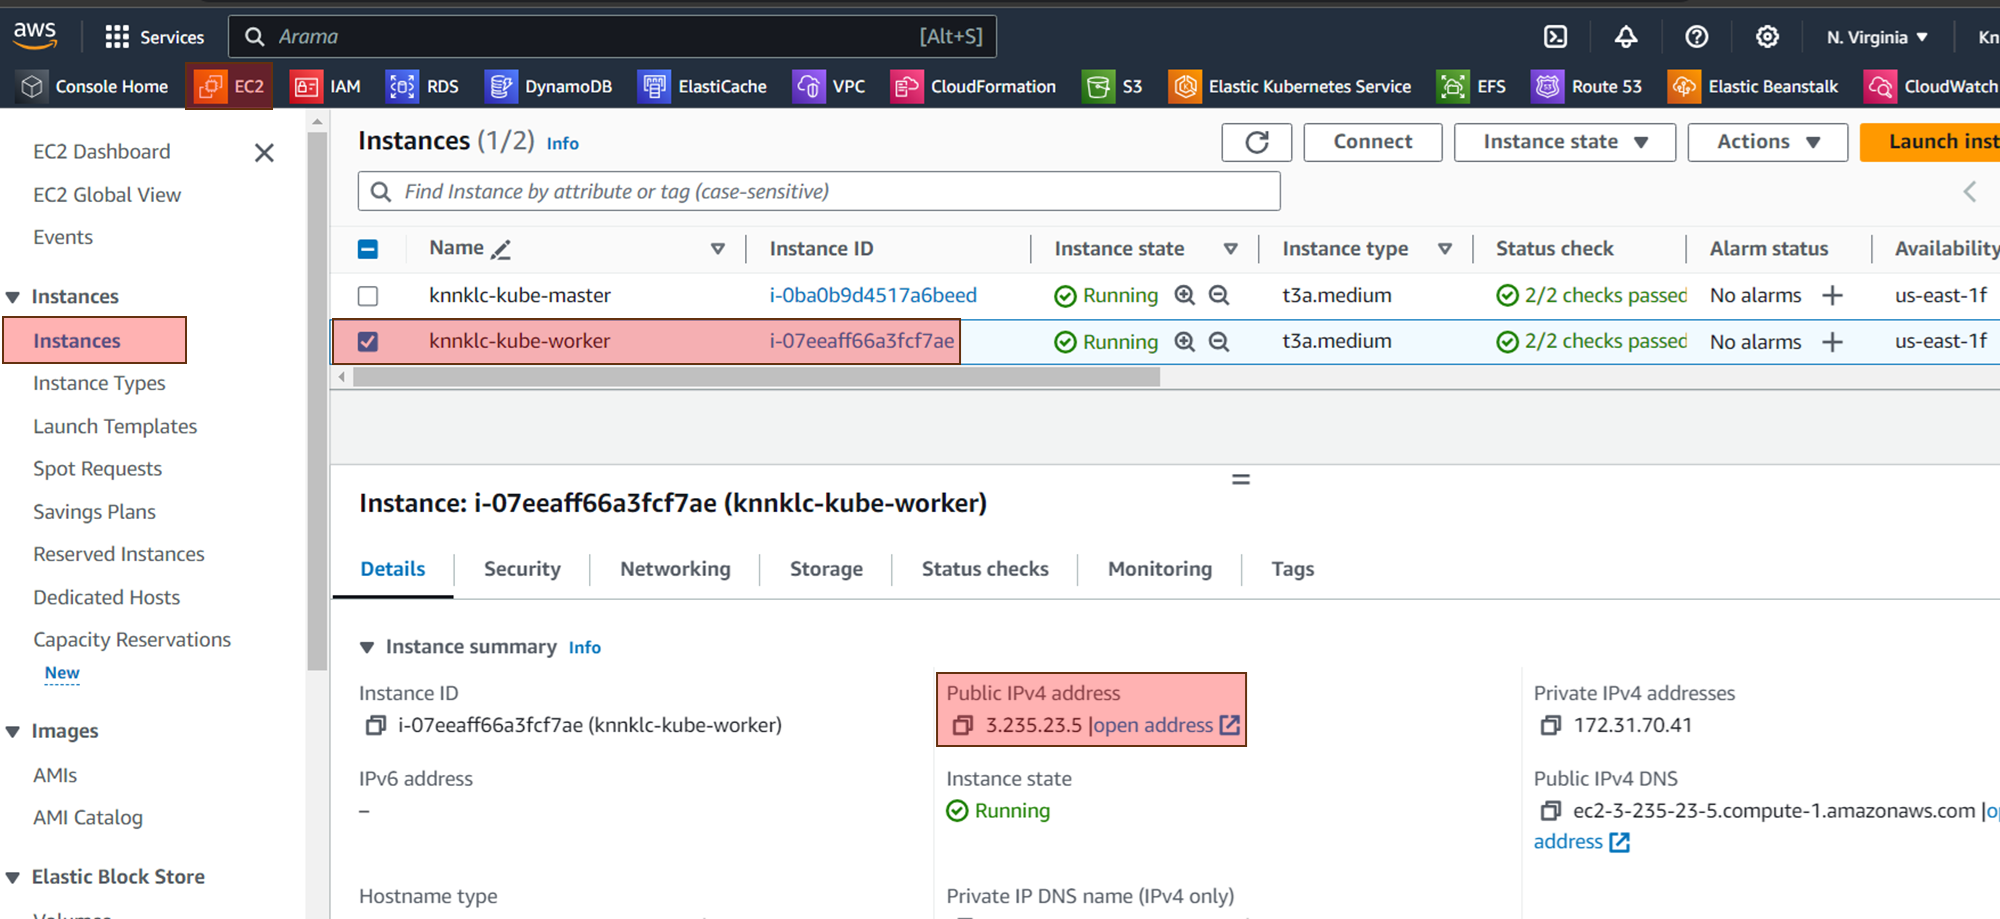 aws Services Arama [Alt+S] N. Virginia Kn
Console Home EC2 IAM RDS DynamoDB ElastiCache VPC CloudFormation S3 Elastic Kubernetes Service EFS Route 53 Elastic Beanstalk CloudWatch
EC2 Dashboard
EC2 Global View
Events
Instances
Instances
Instance Types
Launch Templates
Spot Requests
Savings Plans
Reserved Instances
Dedicated Hosts
Capacity Reservations
New
Images
AMIs
AMI Catalog
Elastic Block Store
Volumes
Instances (1/2) Info Connect Instance state Actions Launch inst
Find Instance by attribute or tag (case-sensitive)
Name Instance ID Instance state Instance type Status check Alarm status Availability
knnklc-kube-master i-0ba0b9d4517a6beed Running t3a.medium 2/2 checks passed No alarms + us-east-1f
knnklc-kube-worker i-07eeaff66a3fcf7ae Running t3a.medium 2/2 checks passed No alarms + us-east-1f
Instance: i-07eeaff66a3fcf7ae (knnklc-kube-worker)
Details Security Networking Storage Status checks Monitoring Tags
Instance summary Info
Instance ID
i-07eeaff66a3fcf7ae (knnklc-kube-worker)
Public IPv4 address
3.235.23.5 |open address
Private IPv4 addresses
172.31.70.41
IPv6 address
–
Instance state
Running
Public IPv4 DNS
ec2-3-235-23-5.compute-1.amazonaws.com |op
address
Hostname type
Private IP DNS name (IPv4 only)